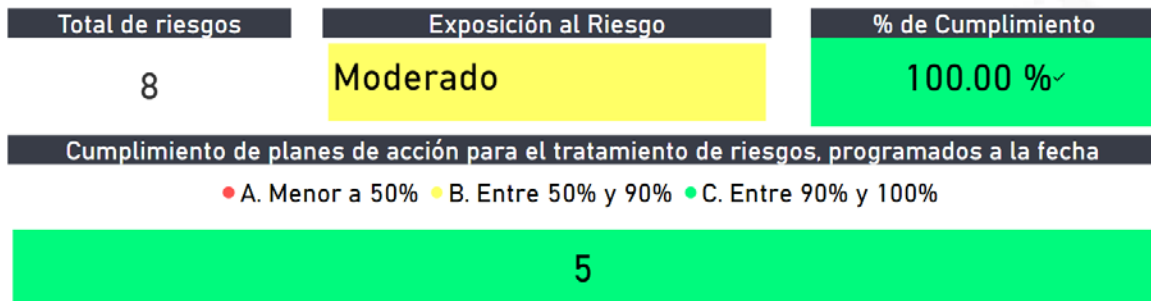 Total de riesgos Exposición al Riesgo % de Cumplimiento
8 Moderado 100.00 %✓
Cumplimiento de planes de acción para el tratamiento de riesgos, programados a la fecha
A. Menor a 50% B. Entre 50% y 90% C. Entre 90% y 100%
5